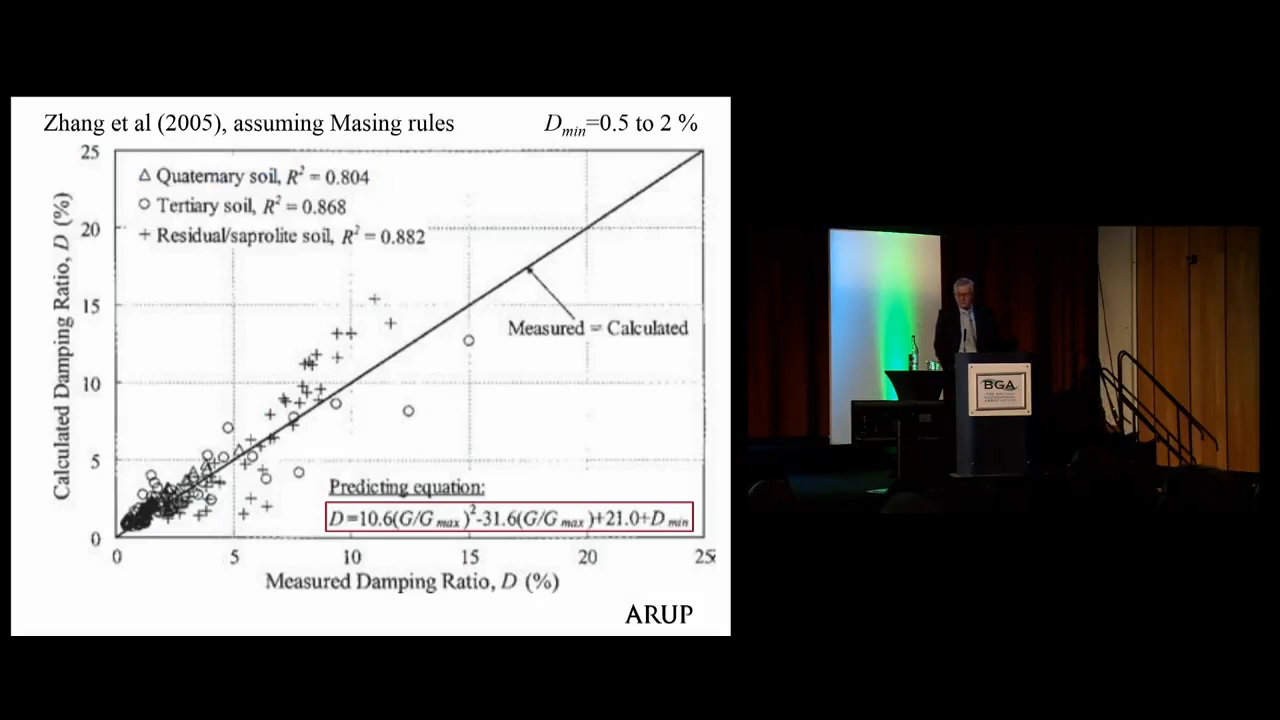 Zhang et al (2005), assuming Masing rules
Dmin=0.5 to 2 %
Calculated Damping Ratio, D (%)
25
20
15
10
5
0
△ Quaternary soil, R² = 0.804
○ Tertiary soil, R² = 0.868
+ Residual/saprolite soil, R² = 0.882
Measured = Calculated
Predicting equation:
D=10.6(G/G max)²-31.6(G/G max)+21.0+D min
0 5 10 15 20 25
Measured Damping Ratio, D (%)
ARUP
BGA